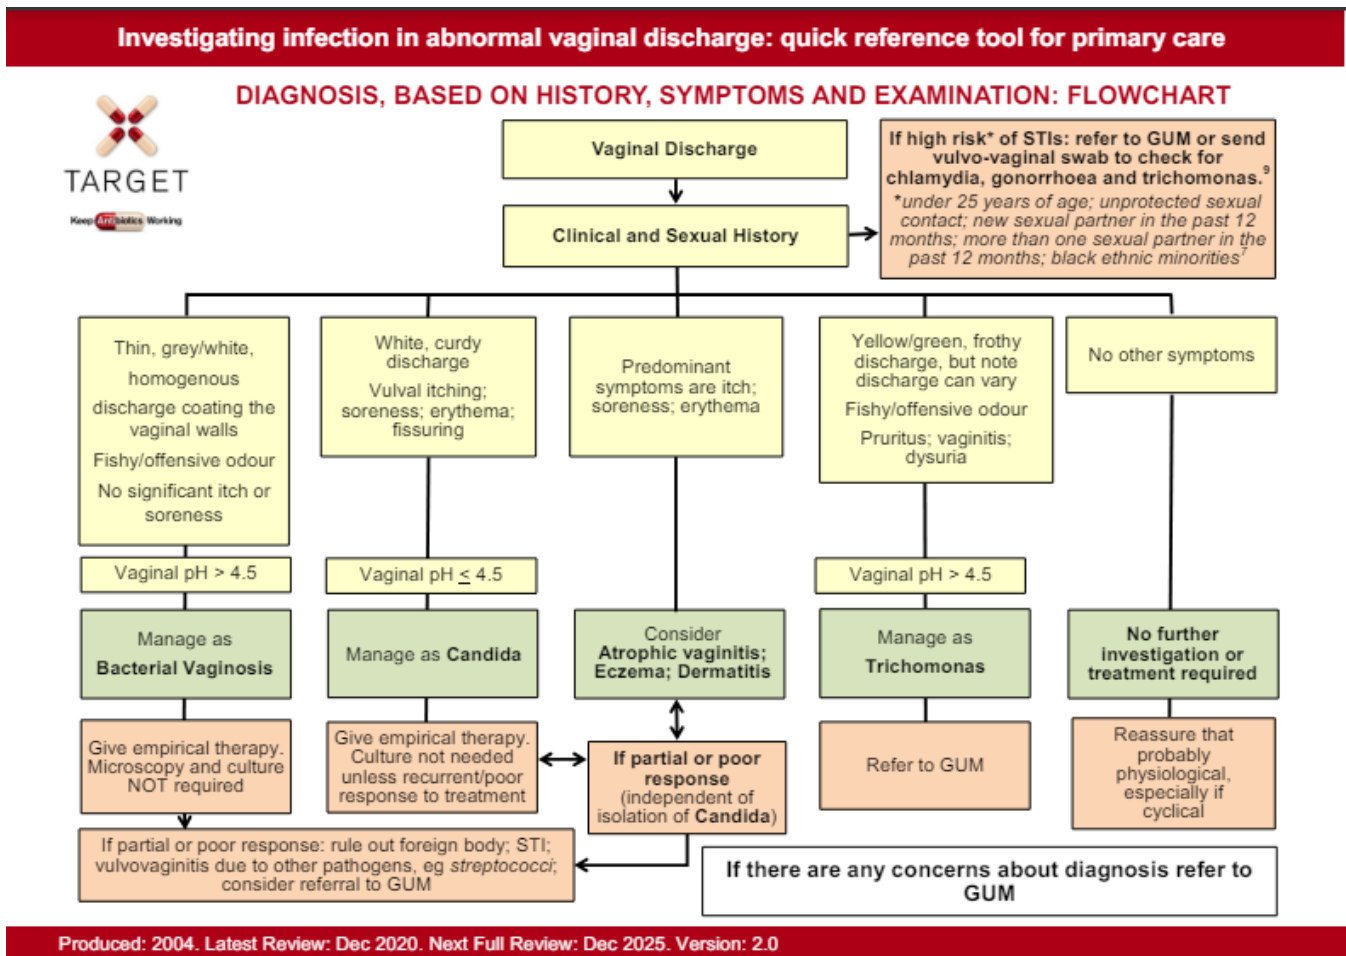 Investigating infection in abnormal vaginal discharge: quick reference tool for primary care
DIAGNOSIS, BASED ON HISTORY, SYMPTOMS AND EXAMINATION: FLOWCHART
TARGET
Keep Antibiotics Working
Vaginal Discharge
Clinical and Sexual History
If high risk* of STIs: refer to GUM or send
vulvo-vaginal swab to check for
chlamydia, gonorrhoea and trichomonas.9
*under 25 years of age; unprotected sexual
contact; new sexual partner in the past 12
months; more than one sexual partner in the
past 12 months; black ethnic minorities7
Thin, grey/white,
homogenous
discharge coating the
vaginal walls
Fishy/offensive odour
No significant itch or
soreness
Vaginal pH > 4.5
Manage as
Bacterial Vaginosis
Give empirical therapy.
Microscopy and culture
NOT required
White, curdy
discharge
Vulval itching;
soreness; erythema;
fissuring
Vaginal pH ≤ 4.5
Manage as Candida
Give empirical therapy.
Culture not needed
unless recurrent/poor
response to treatment
Predominant
symptoms are itch;
soreness; erythema
Consider
Atrophic vaginitis;
Eczema; Dermatitis
If partial or poor
response
(independent of
isolation of Candida)
Yellow/green, frothy
discharge, but note
discharge can vary
Fishy/offensive odour
Pruritus; vaginitis;
dysuria
Vaginal pH > 4.5
Manage as
Trichomonas
Refer to GUM
No other symptoms
No further
investigation or
treatment required
Reassure that
probably
physiological,
especially if
cyclical
If partial or poor response: rule out foreign body; STI;
vulvovaginitis due to other pathogens, eg streptococci;
consider referral to GUM
If there are any concerns about diagnosis refer to
GUM
Produced: 2004. Latest Review: Dec 2020. Next Full Review: Dec 2025. Version: 2.0